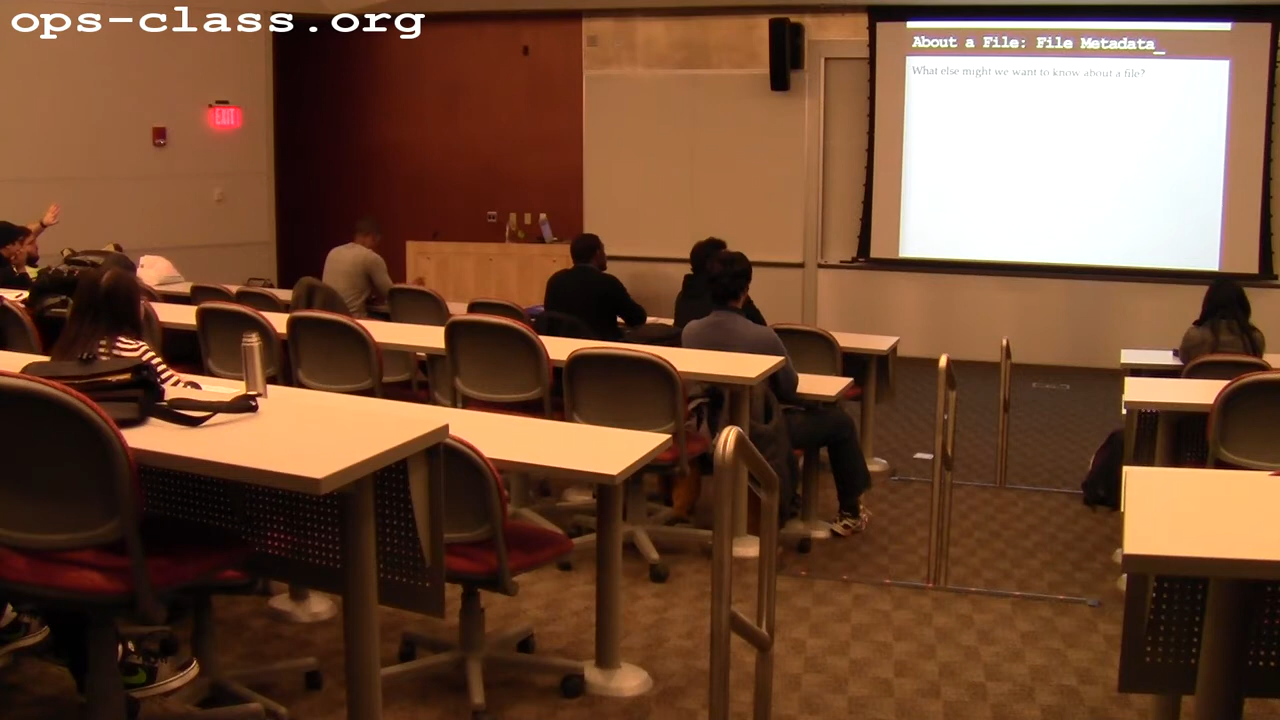 ops-class.org
EXIT
About a File: File Metadata_
What else might we want to know about a file?